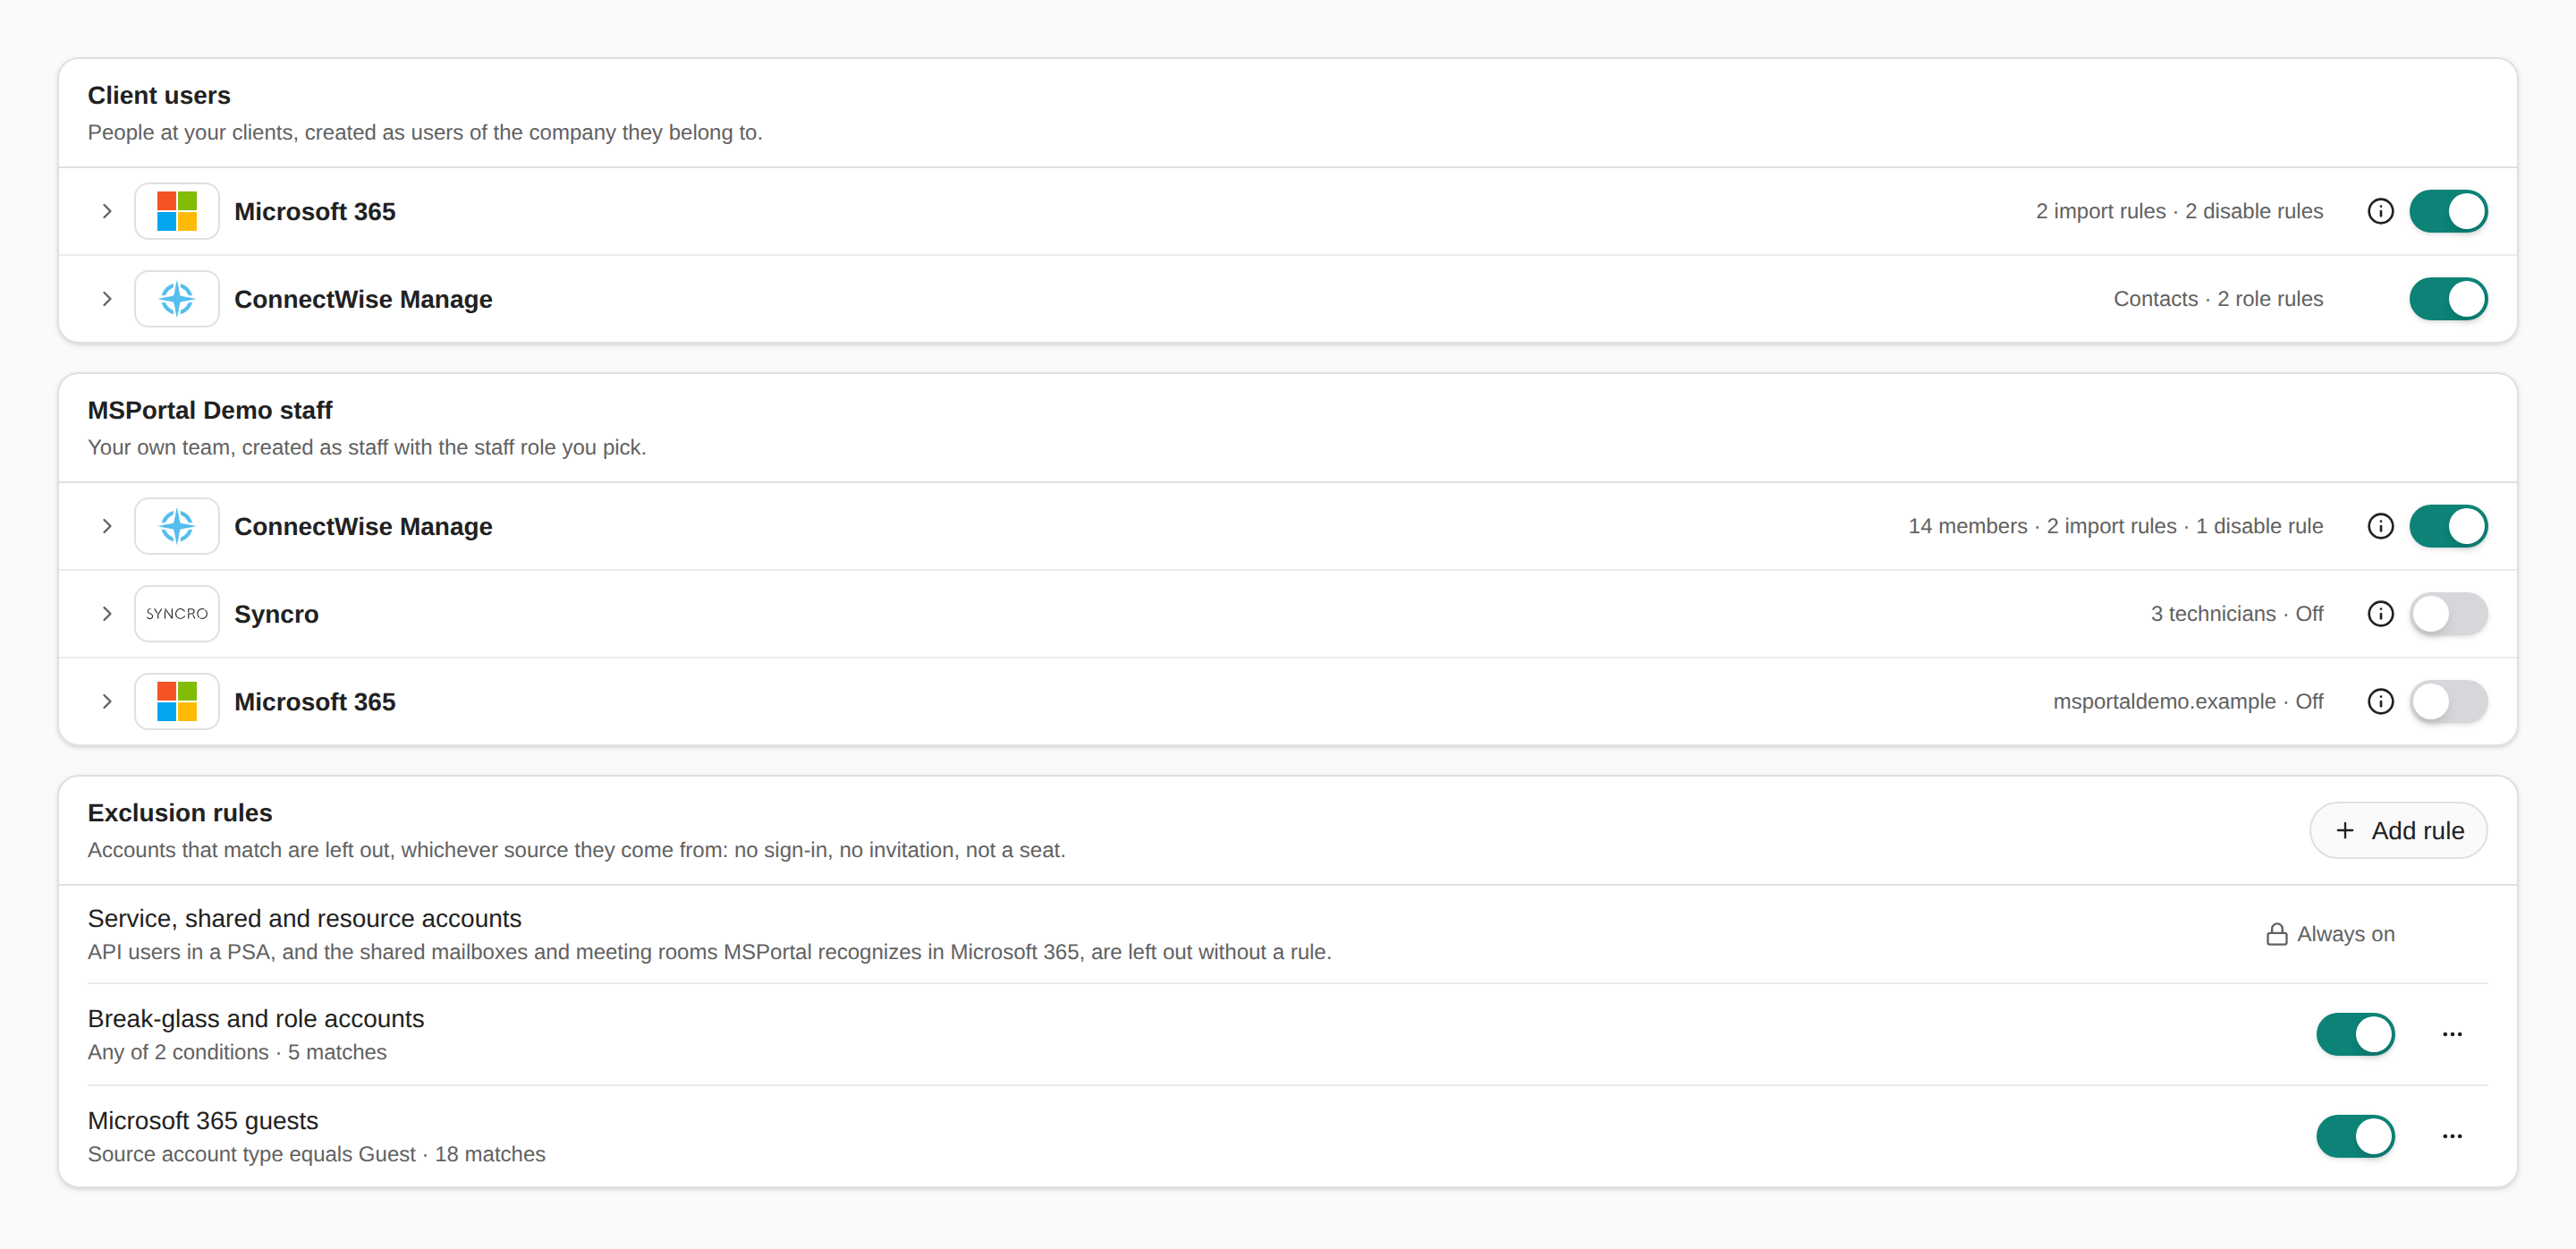 Client users
People at your clients, created as users of the company they belong to.
Microsoft 365
2 import rules · 2 disable rules
ConnectWise Manage
Contacts · 2 role rules
MSPortal Demo staff
Your own team, created as staff with the staff role you pick.
ConnectWise Manage
14 members · 2 import rules · 1 disable rule
SYNCRO
Syncro
3 technicians · Off
Microsoft 365
msportaldemo.example · Off
Exclusion rules
Accounts that match are left out, whichever source they come from: no sign-in, no invitation, not a seat.
Add rule
Service, shared and resource accounts
API users in a PSA, and the shared mailboxes and meeting rooms MSPortal recognizes in Microsoft 365, are left out without a rule.
Always on
Break-glass and role accounts
Any of 2 conditions · 5 matches
Microsoft 365 guests
Source account type equals Guest · 18 matches